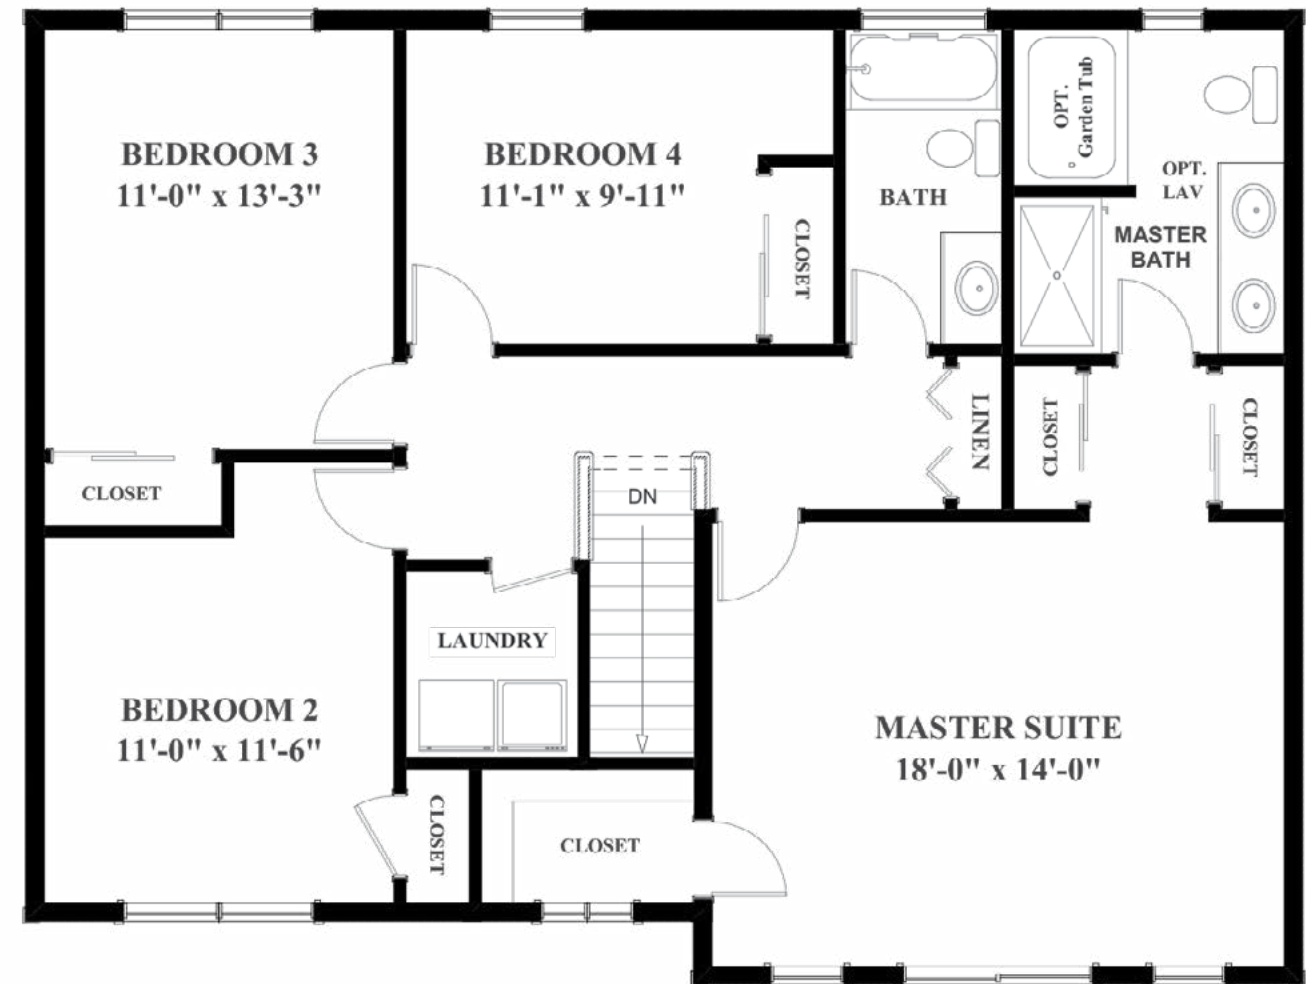 BEDROOM 3
11'-0" x 13'-3"
BEDROOM 4
11'-1" x 9'-11"
CLOSET
BATH
OPT.
Garden Tub
OPT.
LAV
MASTER
BATH
CLOSET
LINEN
CLOSET
CLOSET
DN
LAUNDRY
BEDROOM 2
11'-0" x 11'-6"
CLOSET
CLOSET
MASTER SUITE
18'-0" x 14'-0"